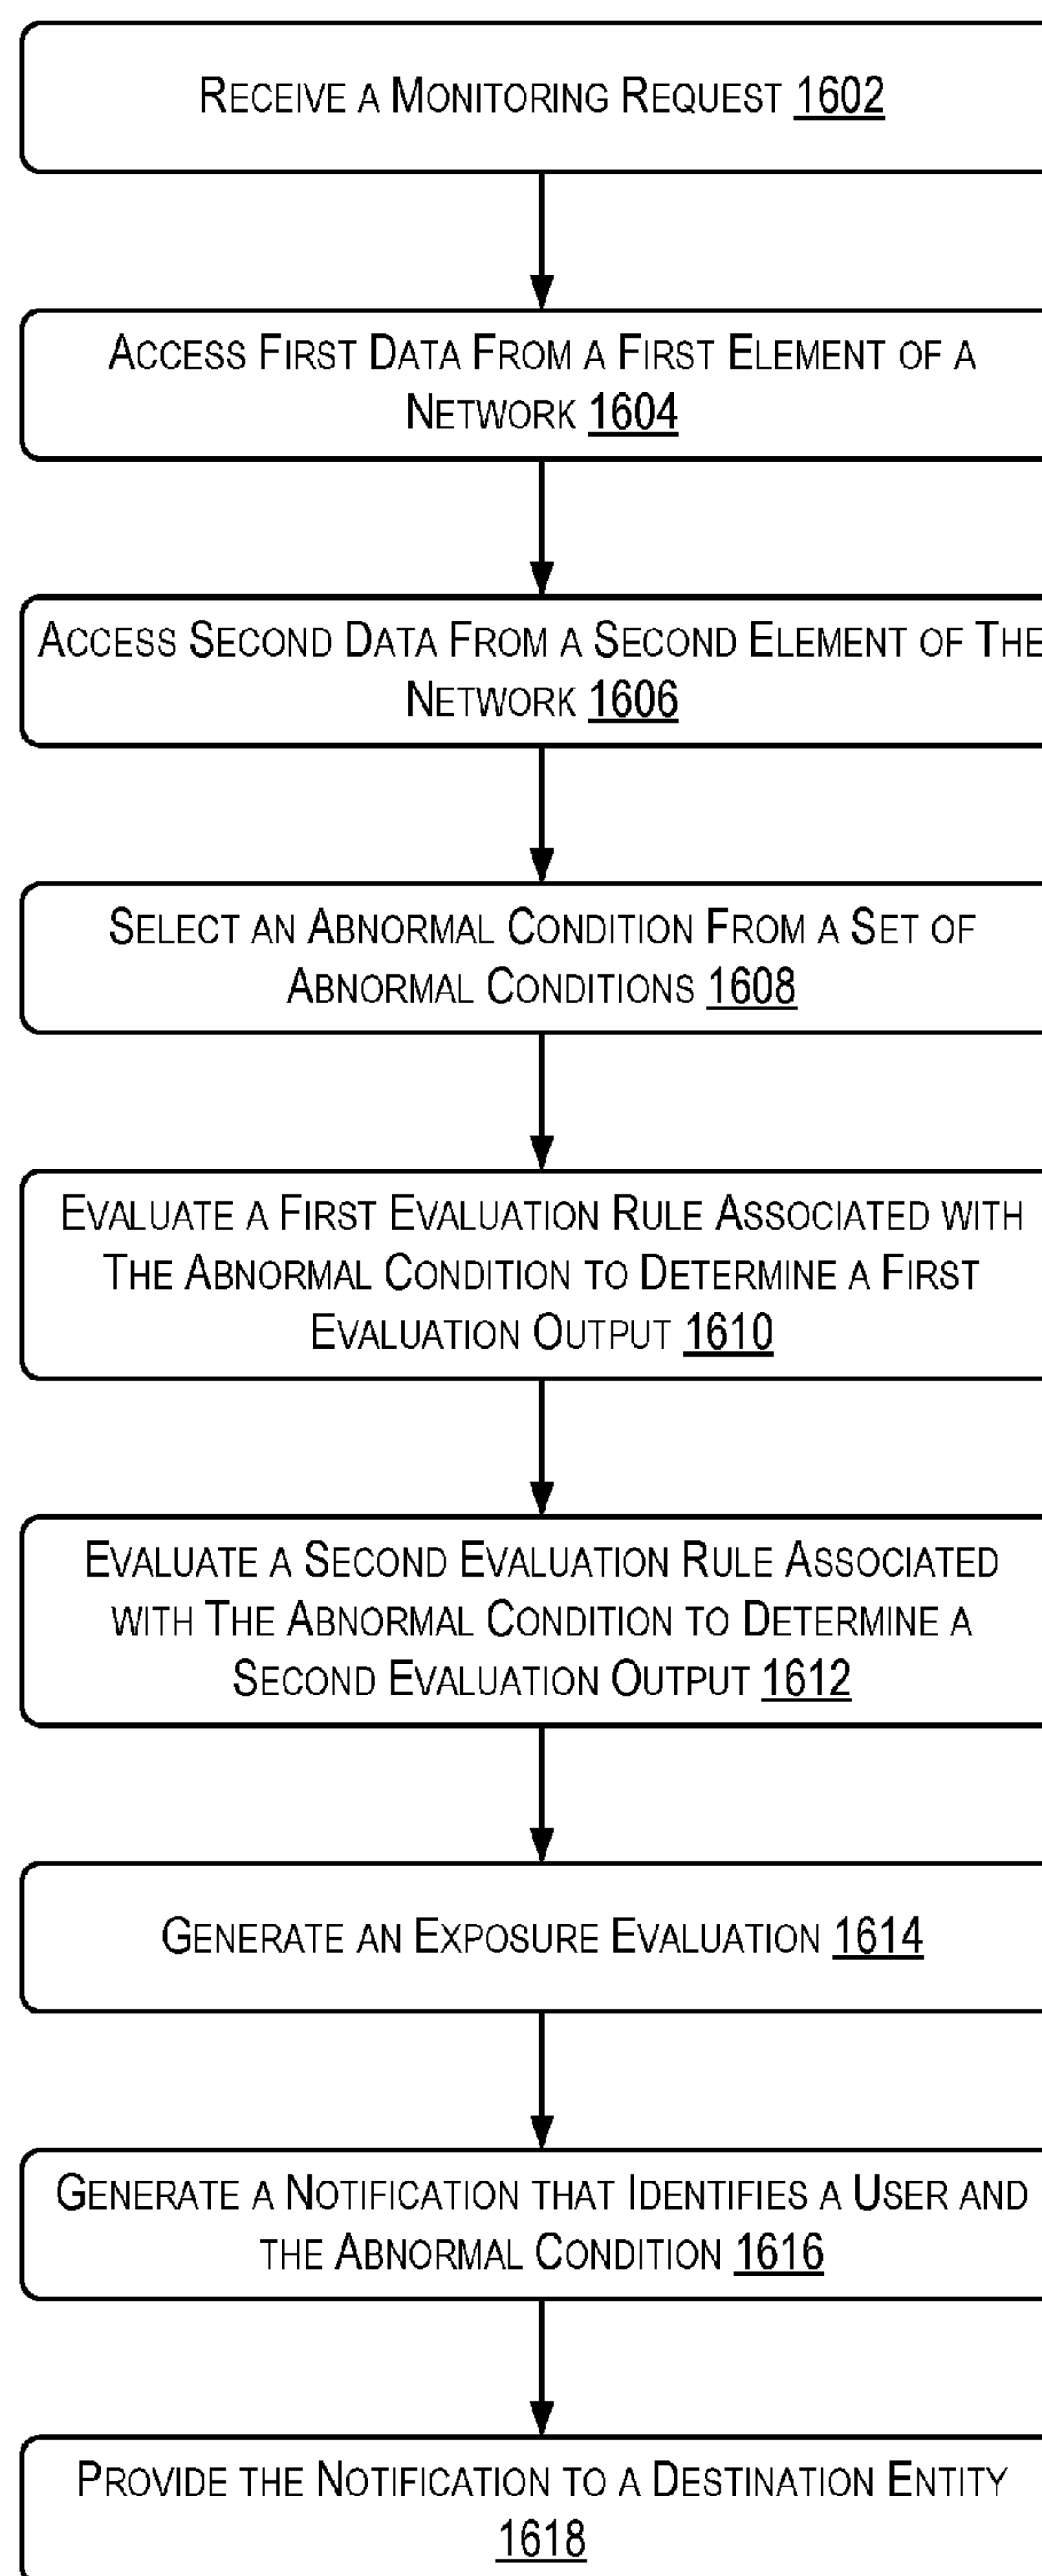 RECEIVE A MONITORING REQUEST 1602
ACCESS FIRST DATA FROM A FIRST ELEMENT OF A
NETWORK 1604
ACCESS SECOND DATA FROM A SECOND ELEMENT OF THE
NETWORK 1606
SELECT AN ABNORMAL CONDITION FROM A SET OF
ABNORMAL CONDITIONS 1608
EVALUATE A FIRST EVALUATION RULE ASSOCIATED WITH
THE ABNORMAL CONDITION TO DETERMINE A FIRST
EVALUATION OUTPUT 1610
EVALUATE A SECOND EVALUATION RULE ASSOCIATED
WITH THE ABNORMAL CONDITION TO DETERMINE A
SECOND EVALUATION OUTPUT 1612
GENERATE AN EXPOSURE EVALUATION 1614
GENERATE A NOTIFICATION THAT IDENTIFIES A USER AND
THE ABNORMAL CONDITION 1616
PROVIDE THE NOTIFICATION TO A DESTINATION ENTITY
1618